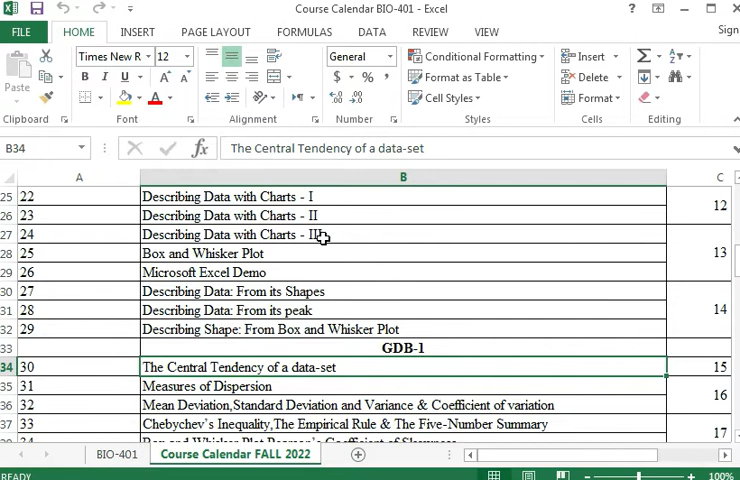 Course Calendar BIO-401 - Excel
FILE HOME INSERT PAGE LAYOUT FORMULAS DATA REVIEW VIEW Sign
Paste Times New R 12 General Conditional Formatting Insert
B I U A A A $ % , Format as Table Delete
Cell Styles Format
Clipboard Font Alignment Number Styles Cells Editing
B34 fx The Central Tendency of a data-set
A B C
25 22 Describing Data with Charts - I 12
26 23 Describing Data with Charts - II
27 24 Describing Data with Charts - III
28 25 Box and Whisker Plot 13
29 26 Microsoft Excel Demo
30 27 Describing Data: From its Shapes
31 28 Describing Data: From its peak 14
32 29 Describing Shape: From Box and Whisker Plot
33 GDB-1
34 30 The Central Tendency of a data-set 15
35 31 Measures of Dispersion
36 32 Mean Deviation,Standard Deviation and Variance & Coefficient of variation 16
37 33 Chebychev's Inequality,The Empirical Rule & The Five-Number Summary 17
BIO-401 Course Calendar FALL 2022
READY 100%